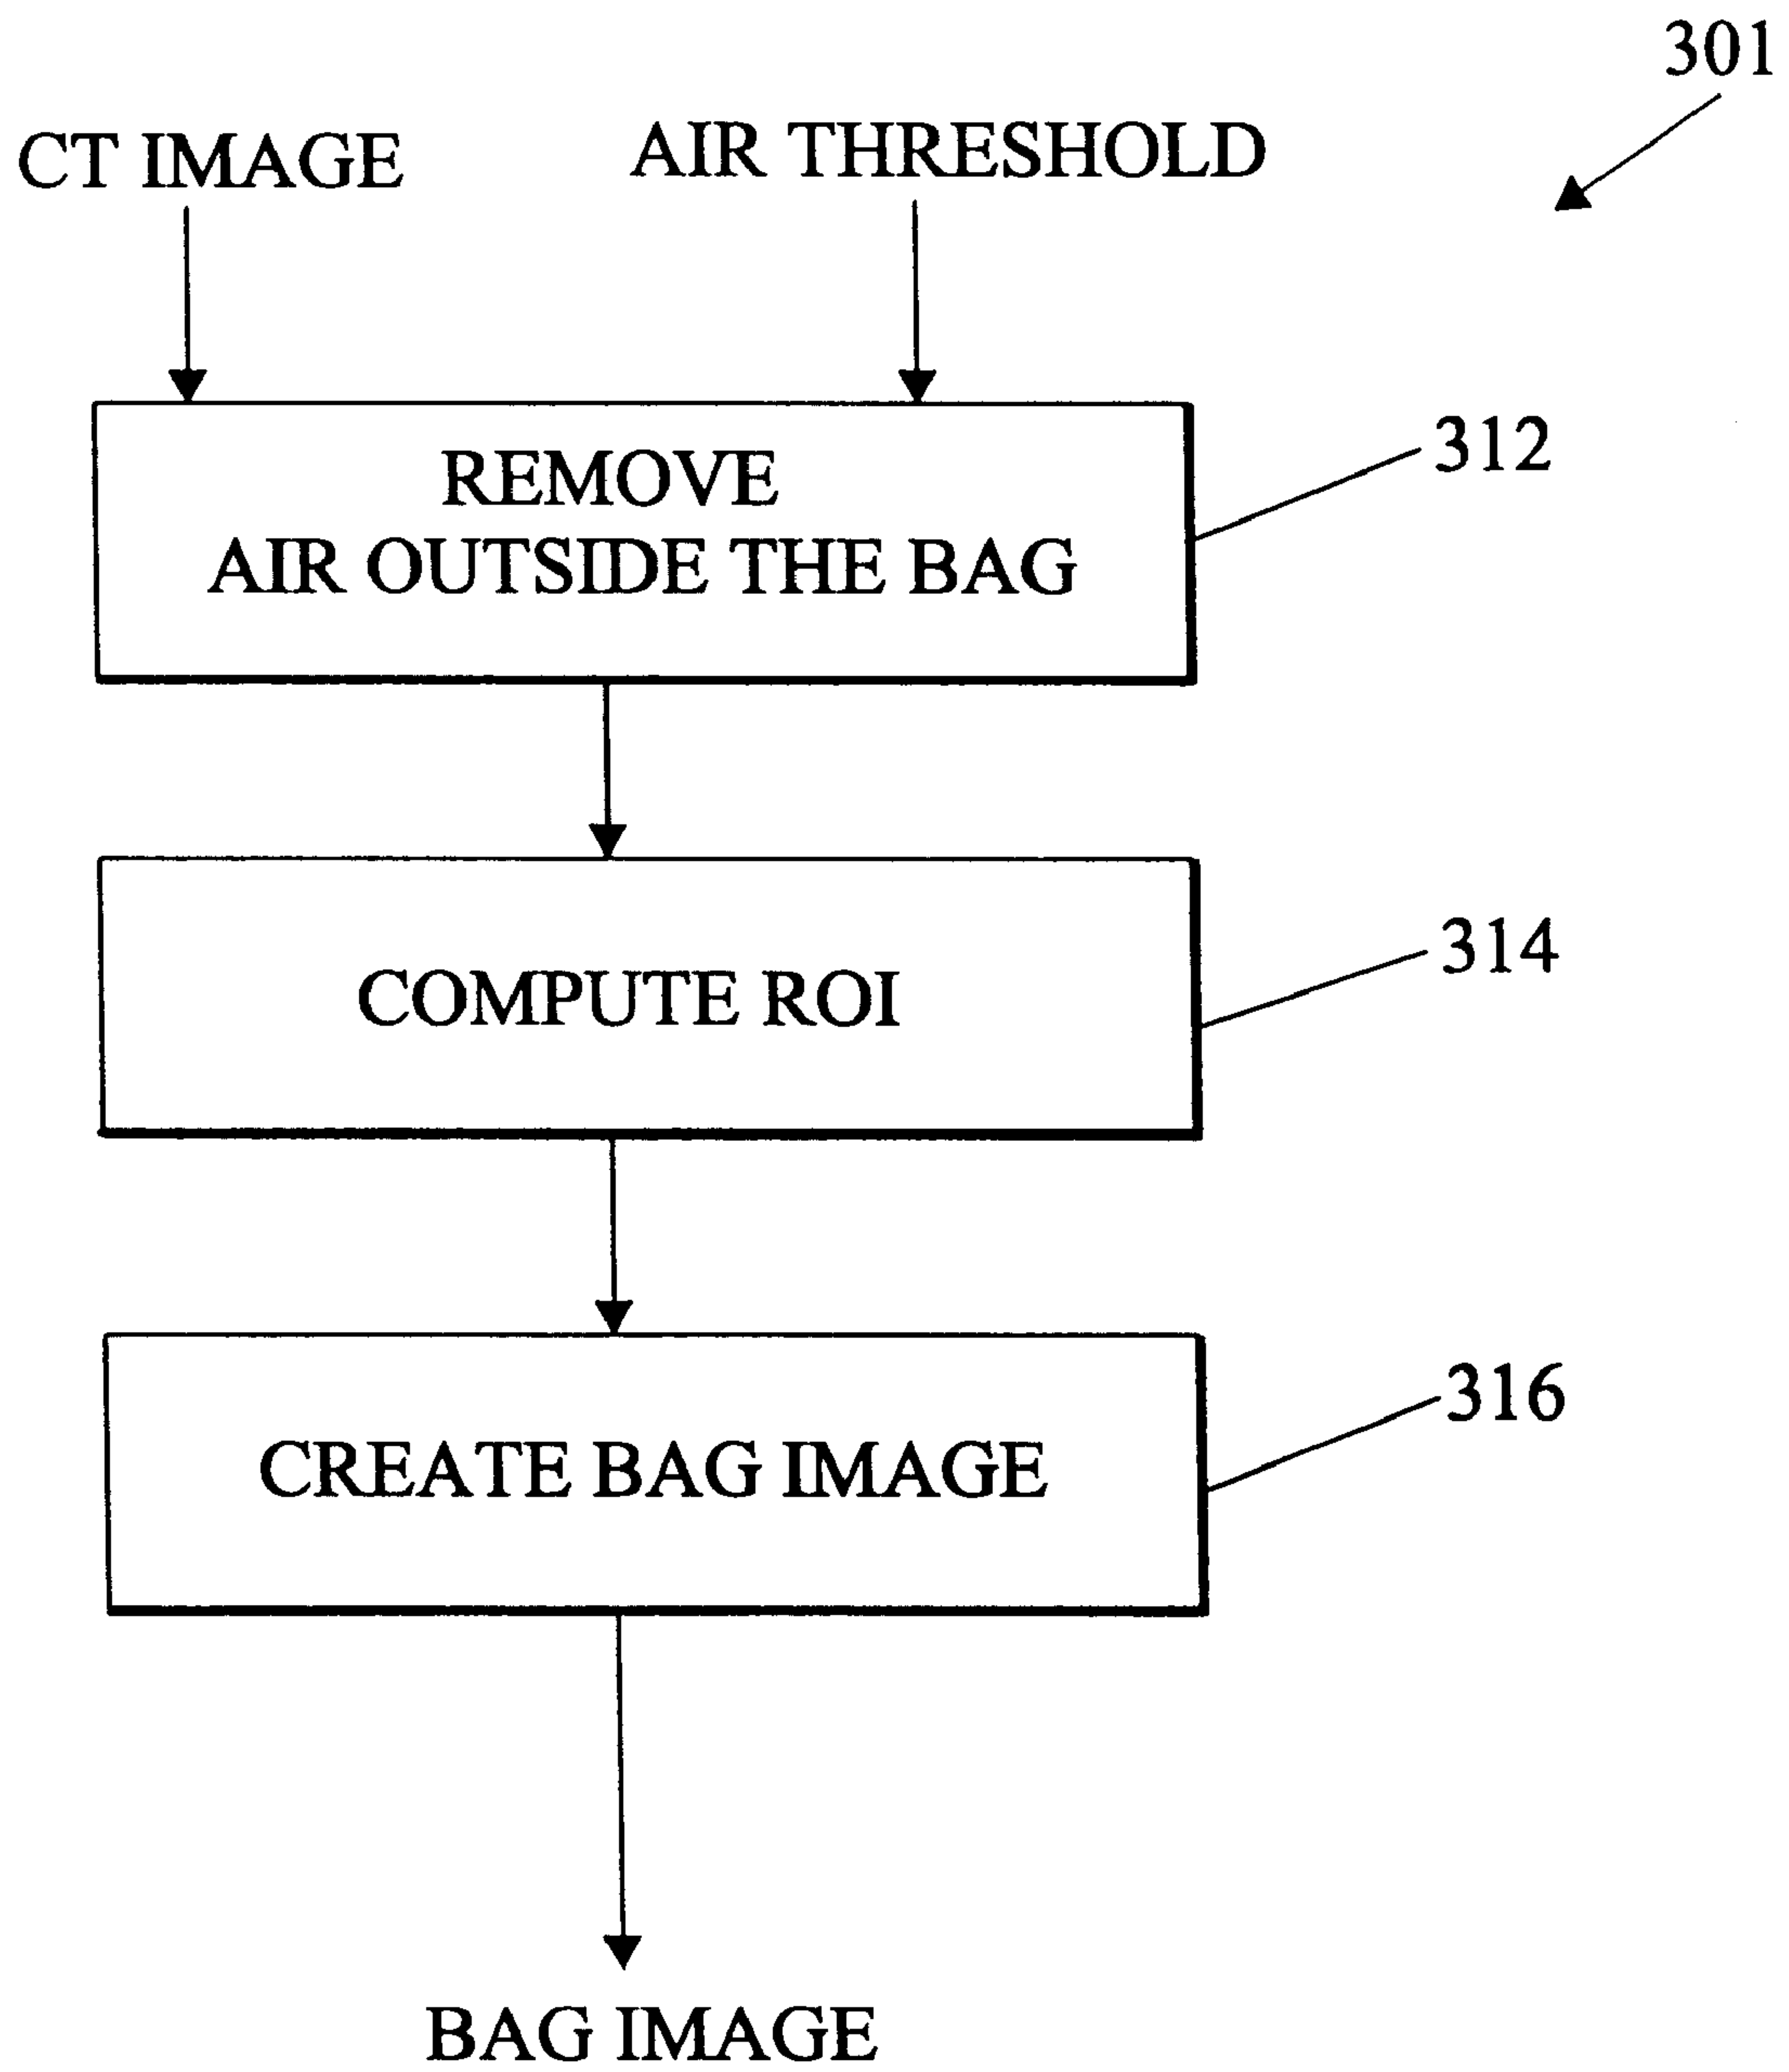 301
CT IMAGE
AIR THRESHOLD
REMOVE
AIR OUTSIDE THE BAG
312
COMPUTE ROI
314
CREATE BAG IMAGE
316
BAG IMAGE